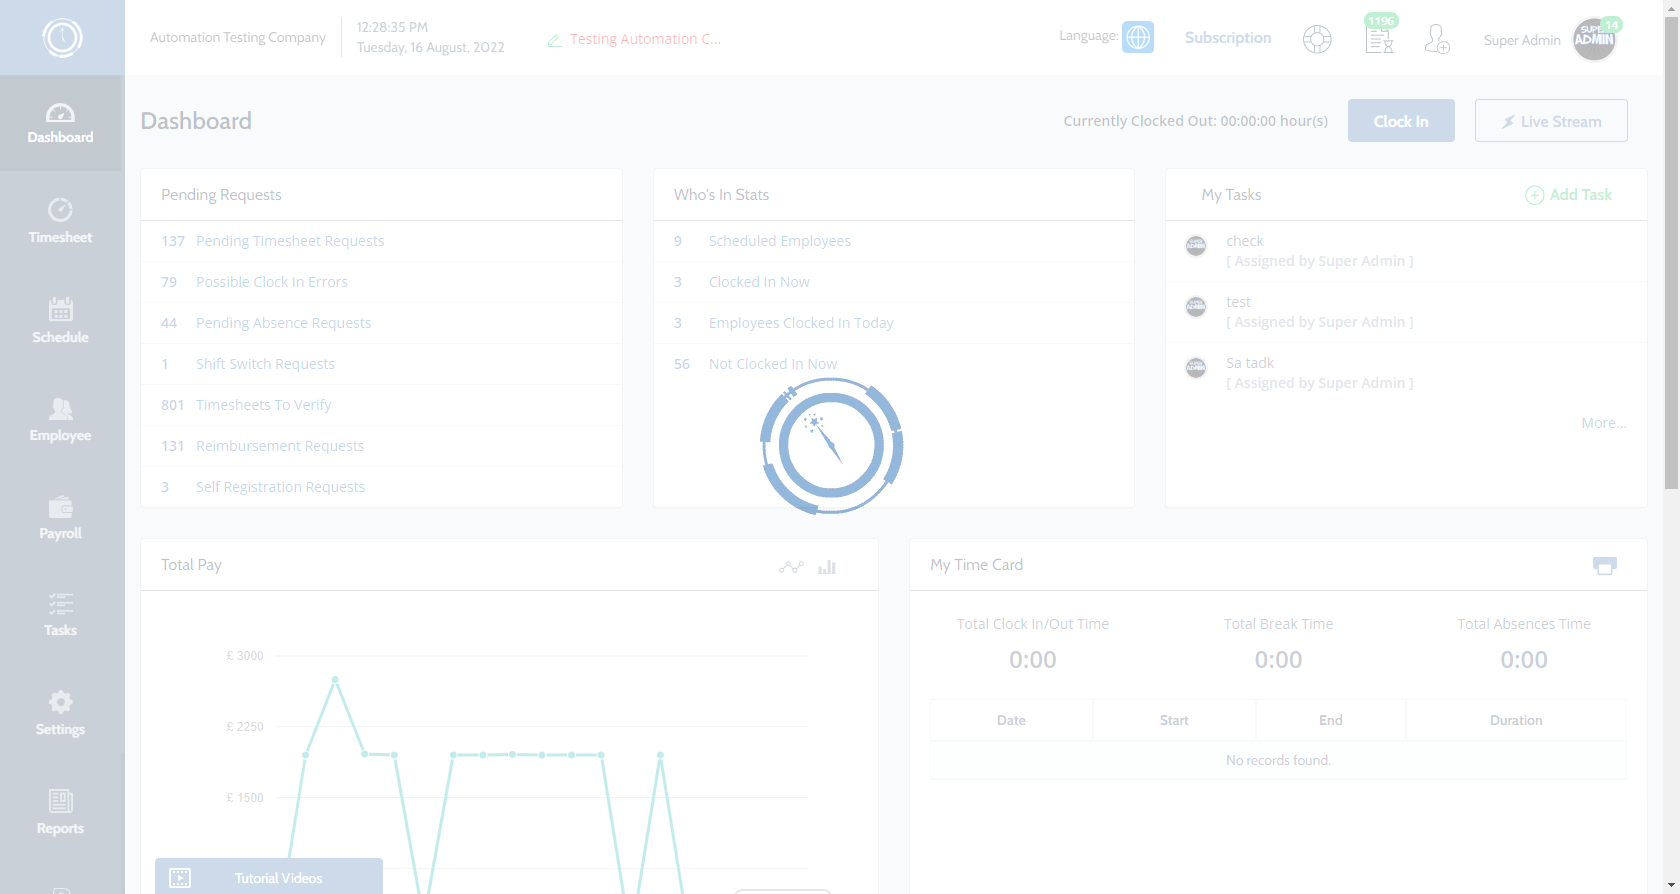 Automation Testing Company
12:28:35 PM
Tuesday, 16 August, 2022
Testing Automation C...
Language:
Subscription
1196
Super Admin
14
SUPER
ADMIN
Dashboard
Timesheet
Schedule
Employee
Payroll
Tasks
Settings
Reports
Dashboard
Currently Clocked Out: 00:00:00 hour(s)
Clock In
Live Stream
Pending Requests
137 Pending Timesheet Requests
79 Possible Clock In Errors
44 Pending Absence Requests
1 Shift Switch Requests
801 Timesheets To Verify
131 Reimbursement Requests
3 Self Registration Requests
Who's In Stats
9 Scheduled Employees
3 Clocked In Now
3 Employees Clocked In Today
56 Not Clocked In Now
My Tasks
Add Task
check
[ Assigned by Super Admin ]
test
[ Assigned by Super Admin ]
Sa tadk
[ Assigned by Super Admin ]
More...
Total Pay
£ 3000
£ 2250
£ 1500
Tutorial Videos
My Time Card
Total Clock In/Out Time Total Break Time Total Absences Time
0:00 0:00 0:00
Date Start End Duration
No records found.